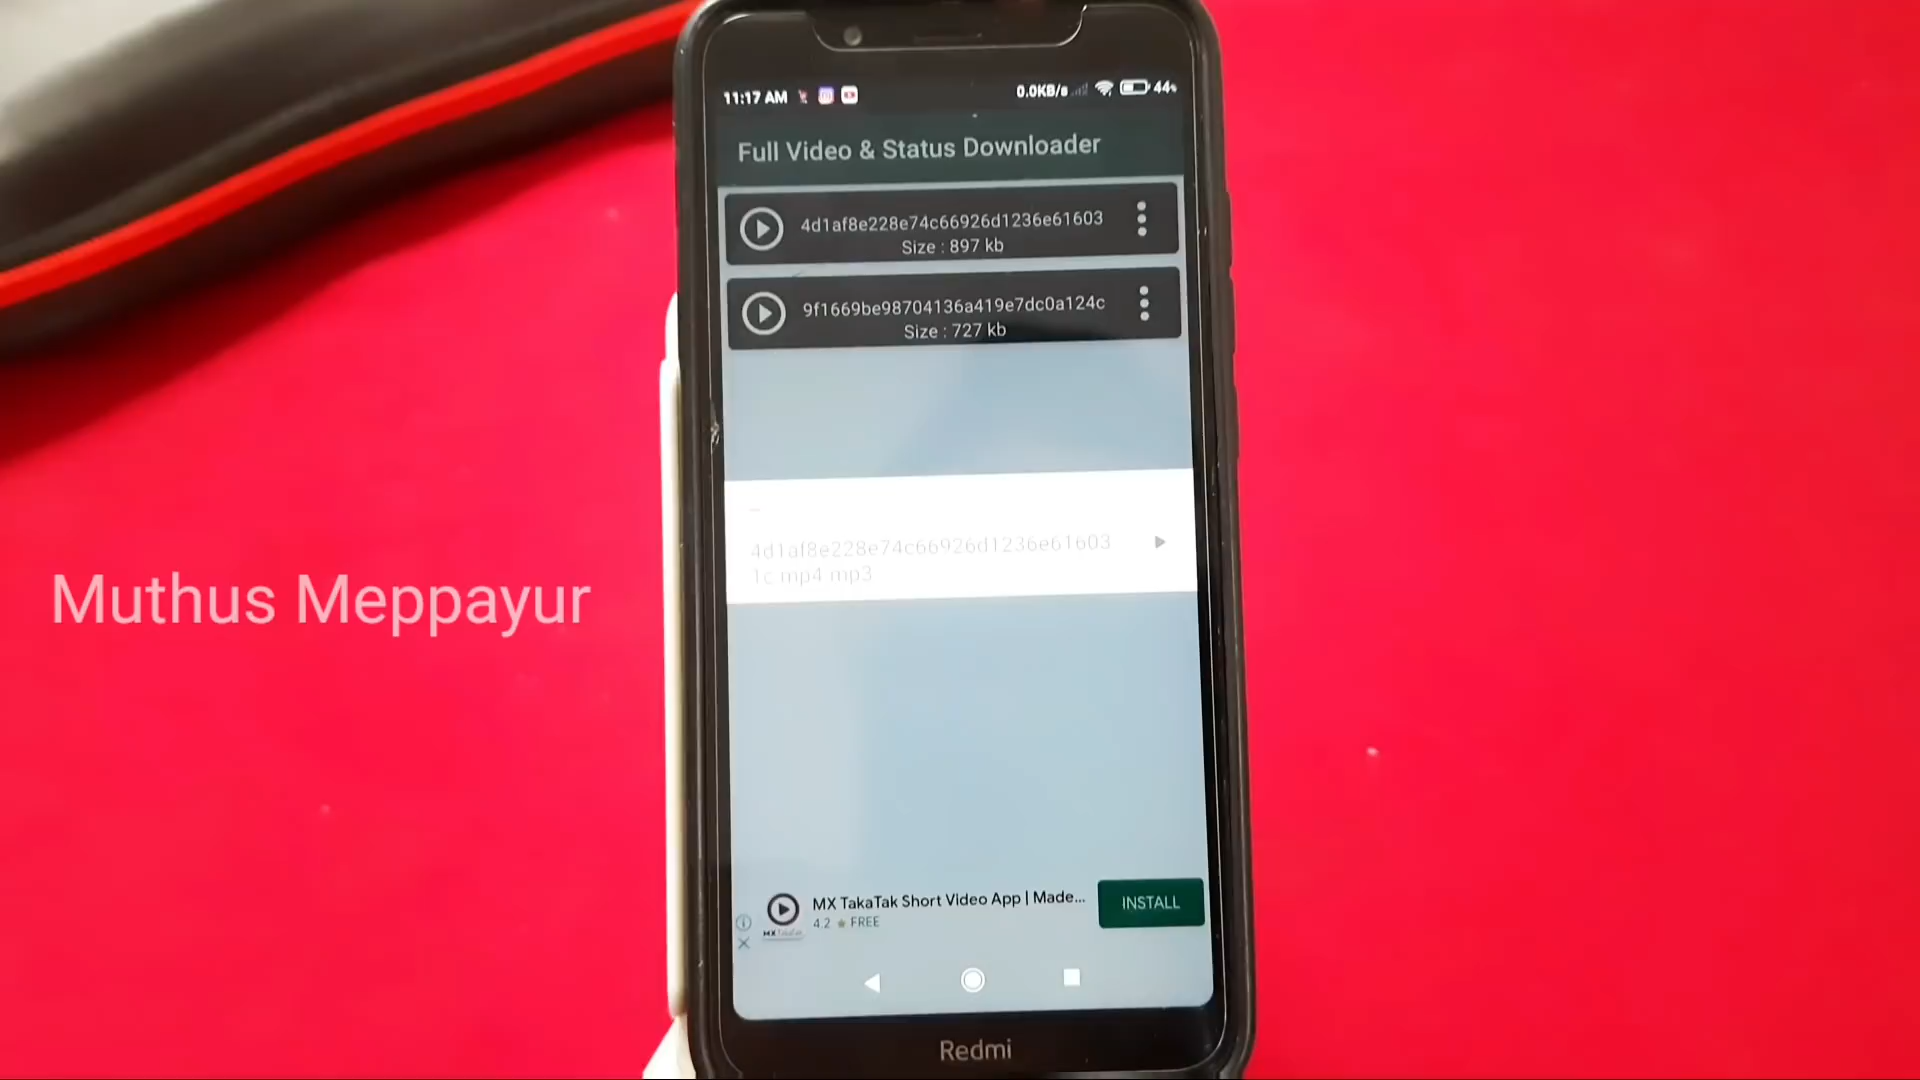 11:17 AM
0.0KB/s
44%
Full Video & Status Downloader
4d1af8e228e74c66926d1236e61603
Size : 897 kb
9f1669be98704136a419e7dc0a124c
Size : 727 kb
4d1af8e228e74c66926d1236e61603
1c mp4 mp3
Muthus Meppayur
MX TakaTak Short Video App | Made...
4.2 ★ FREE
INSTALL
Redmi